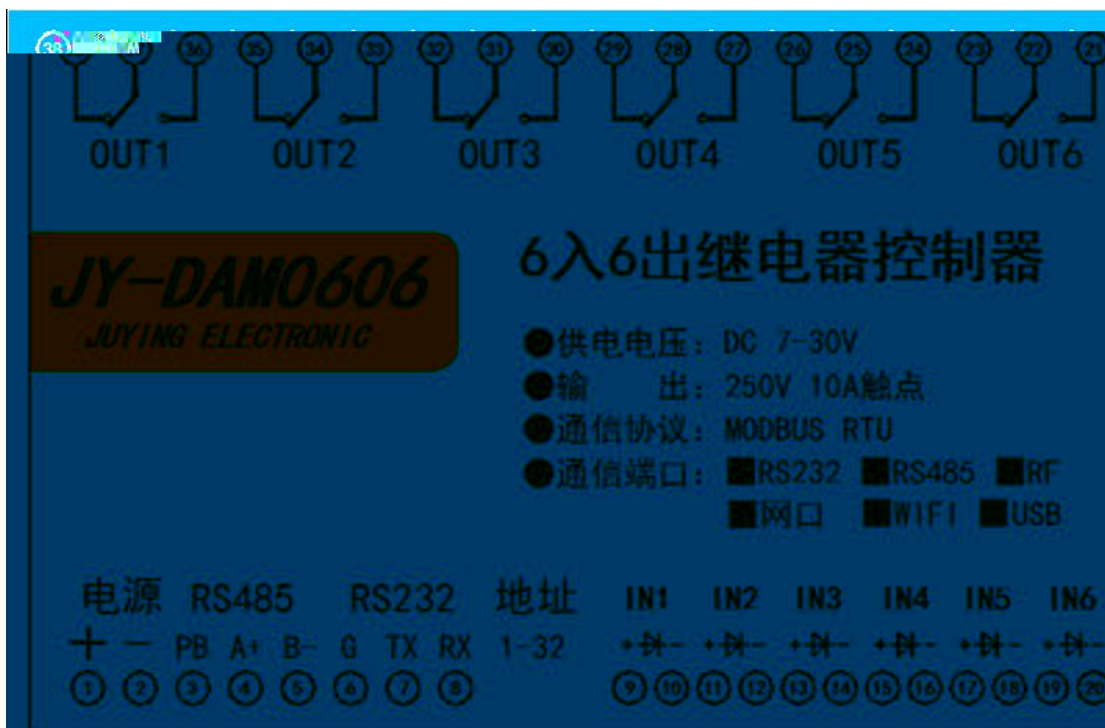 36 35 34 33 32 31 30 29 28 27 26 25 24 23 22 21
OUT1 OUT2 OUT3 OUT4 OUT5 OUT6
JY-DAM0606
JUYING ELECTRONIC
6入6出继电器控制器
●供电电压: DC 7-30V
●输 出: 250V 10A触点
●通信协议: MODBUS RTU
●通信端口: ■RS232 ■RS485 ■RF
■网口 ■WIFI ■USB
电源 RS485 RS232 地址 IN1 IN2 IN3 IN4 IN5 IN6
+ - PB A+ B- G TX RX 1-32 + - + - + - + - + - + -
1 2 3 4 5 6 7 8 9 10 11 12 13 14 15 16 17 18 19 20